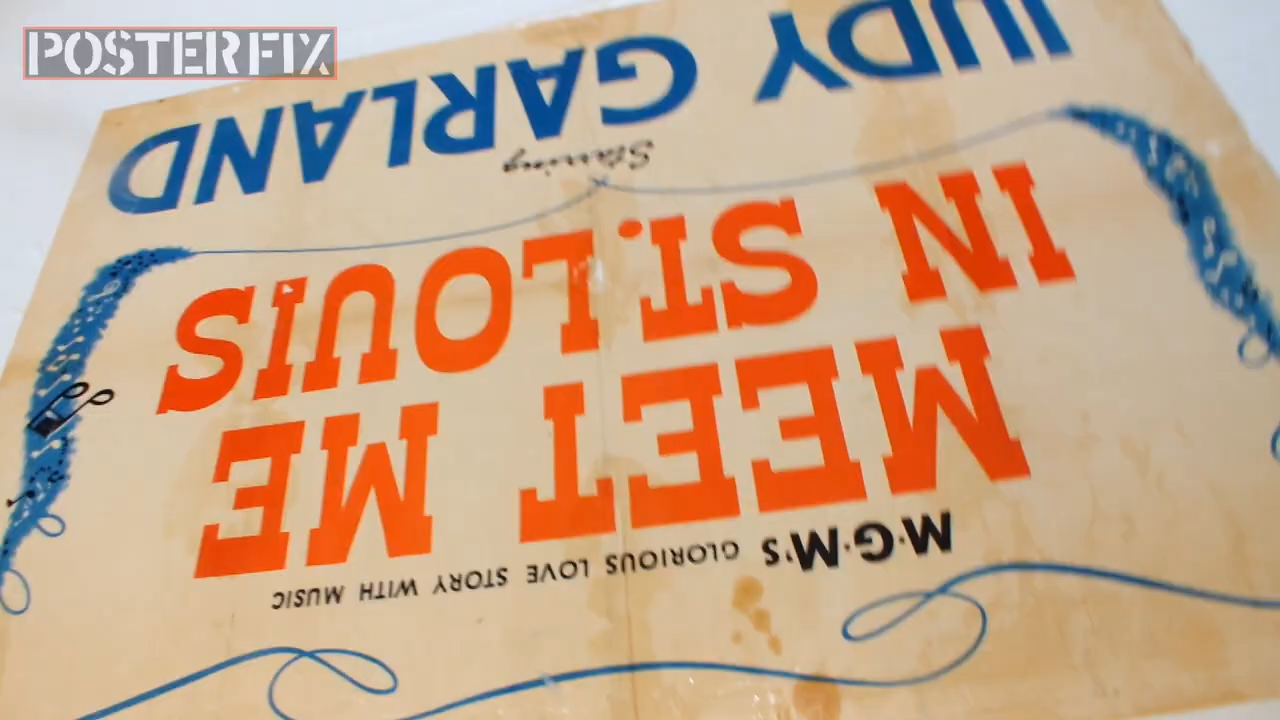 POSTERFIX
M·G·M'S GLORIOUS LOVE STORY WITH MUSIC
MEET ME
IN ST. LOUIS
Starring
JUDY GARLAND